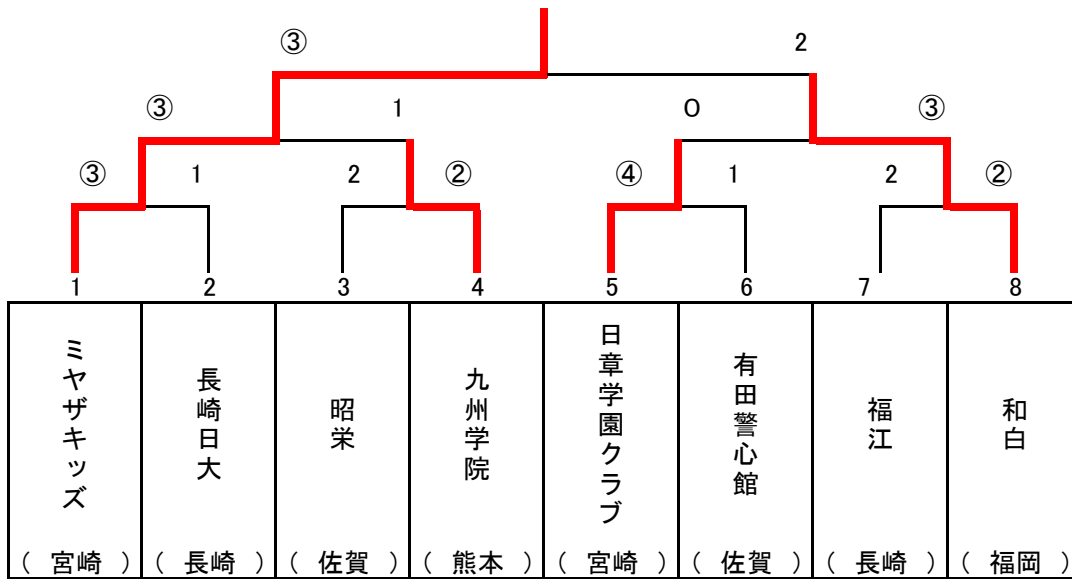 ③ 2
③ 1 0 ③
③ 1 2 ② ④ 1 2 ②
1 2 3 4 5 6 7 8
ミヤザキッズ
長崎日大
昭栄
九州学院
日章学園クラブ
有田警心館
福江
和白
( 宮崎 ) ( 長崎 ) ( 佐賀 ) ( 熊本 ) ( 宮崎 ) ( 佐賀 ) ( 長崎 ) ( 福岡 )